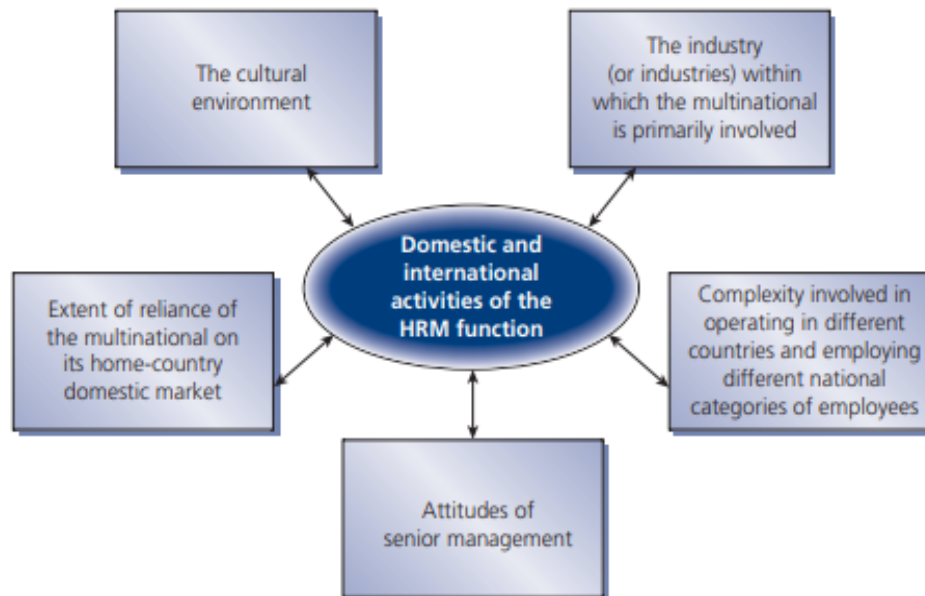 The cultural
environment
The industry
(or industries) within
which the multinational
is primarily involved
Domestic and
international
activities of the
HRM function
Extent of reliance of
the multinational on
its home-country
domestic market
Complexity involved in
operating in different
countries and employing
different national
categories of employees
Attitudes of
senior management